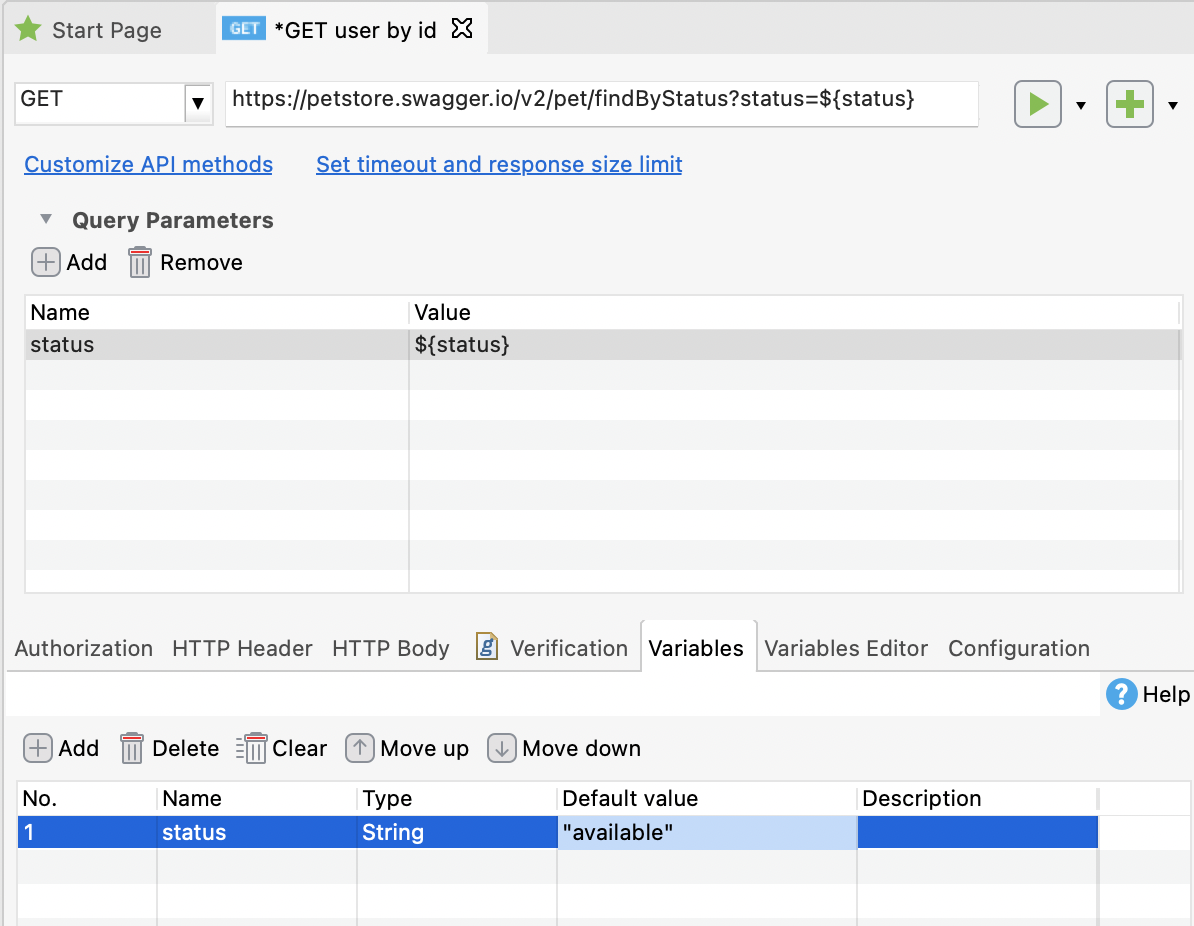 Start Page GET *GET user by id
GET https://petstore.swagger.io/v2/pet/findByStatus?status=${status}
Customize API methods Set timeout and response size limit
Query Parameters
Add Remove
Name Value
status ${status}
Authorization HTTP Header HTTP Body g Verification Variables Variables Editor Configuration
? Help
Add Delete Clear Move up Move down
No. Name Type Default value Description
1 status String "available"